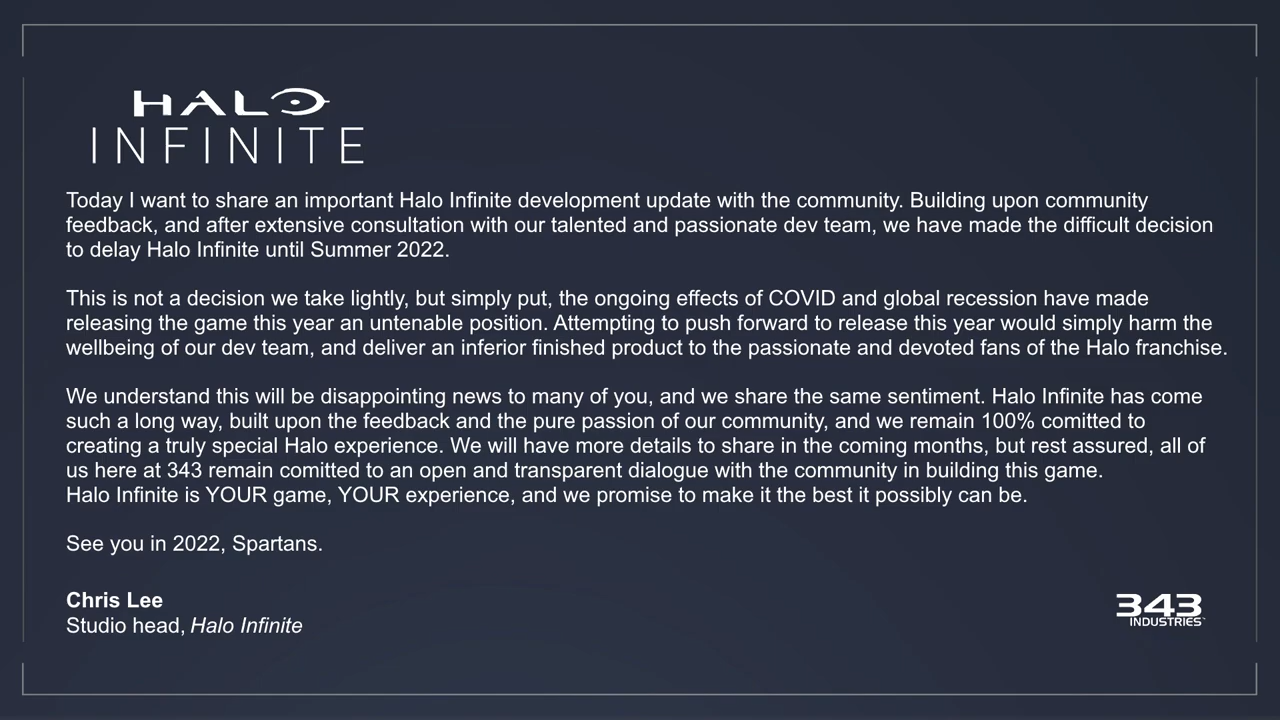 HALO
INFINITE
Today I want to share an important Halo Infinite development update with the community. Building upon community
feedback, and after extensive consultation with our talented and passionate dev team, we have made the difficult decision
to delay Halo Infinite until Summer 2022.
This is not a decision we take lightly, but simply put, the ongoing effects of COVID and global recession have made
releasing the game this year an untenable position. Attempting to push forward to release this year would simply harm the
wellbeing of our dev team, and deliver an inferior finished product to the passionate and devoted fans of the Halo franchise.
We understand this will be disappointing news to many of you, and we share the same sentiment. Halo Infinite has come
such a long way, built upon the feedback and the pure passion of our community, and we remain 100% comitted to
creating a truly special Halo experience. We will have more details to share in the coming months, but rest assured, all of
us here at 343 remain comitted to an open and transparent dialogue with the community in building this game.
Halo Infinite is YOUR game, YOUR experience, and we promise to make it the best it possibly can be.
See you in 2022, Spartans.
Chris Lee
Studio head, Halo Infinite
343
INDUSTRIES